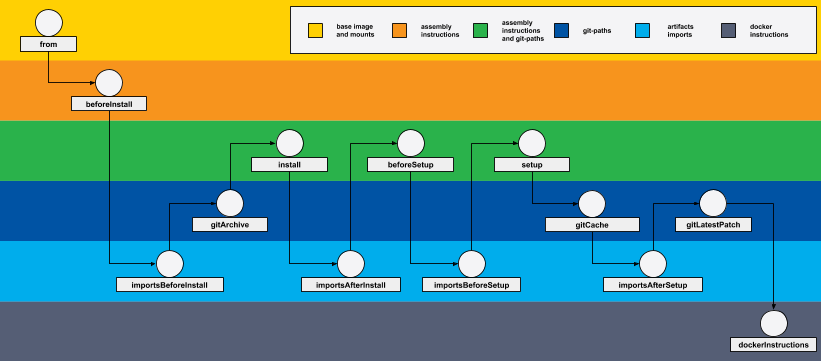 from
base image
and mounts
assembly
instructions
assembly
instructions
and git-paths
git-paths
artifacts
imports
docker
instructions
beforeInstall
install
beforeSetup
setup
gitArchive
gitCache
gitLatestPatch
importsBeforeInstall
importsAfterInstall
importsBeforeSetup
importsAfterSetup
dockerInstructions